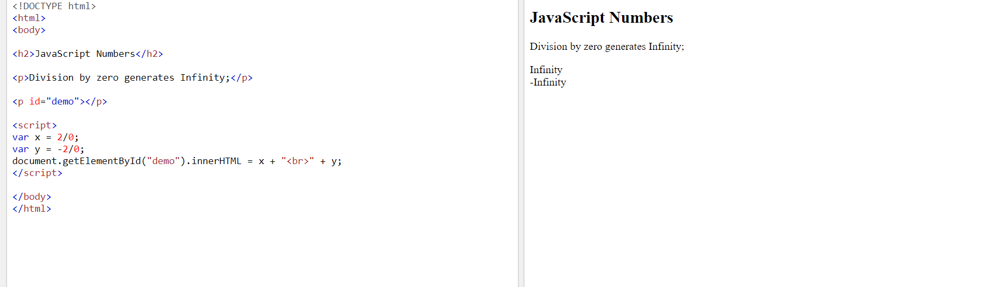 <!DOCTYPE html>
<html>
<body>
<h2>JavaScript Numbers</h2>
<p>Division by zero generates Infinity;</p>
<p id="demo"></p>
<script>
var x = 2/0;
var y = -2/0;
document.getElementById("demo").innerHTML = x + "<br>" + y;
</script>
</body>
</html>
JavaScript Numbers
Division by zero generates Infinity;
Infinity
-Infinity